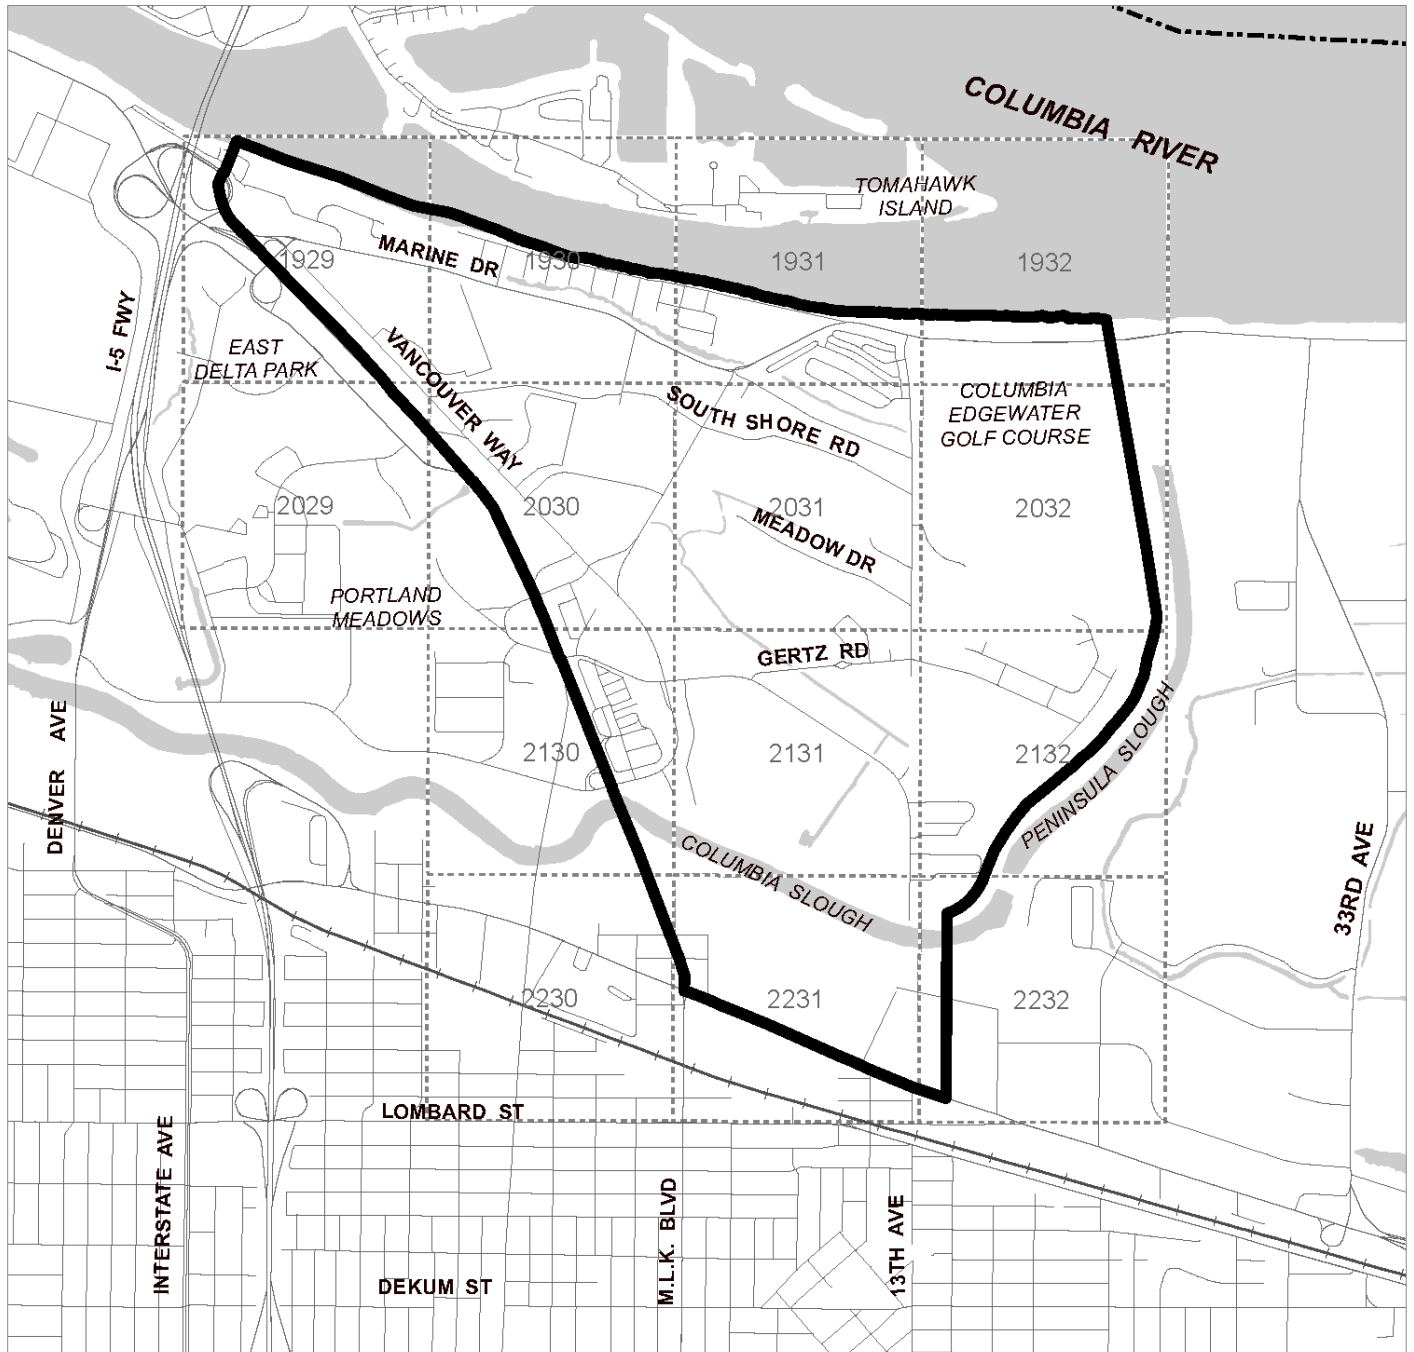 COLUMBIA RIVER
TOMAHAWK
ISLAND
MARINE DR
1929
1930
1931
1932
I-5 FWY
EAST
DELTA PARK
VANCOUVER WAY
SOUTH SHORE RD
COLUMBIA
EDGEWATER
GOLF COURSE
2029
2030
2031
2032
MEADOW DR
PORTLAND
MEADOWS
GERTZ RD
DENVER AVE
2130
2131
2132
PENINSULA SLOUGH
COLUMBIA SLOUGH
33RD AVE
2230
2231
2232
LOMBARD ST
INTERSTATE AVE
M.L.K. BLVD
13TH AVE
DEKUM ST